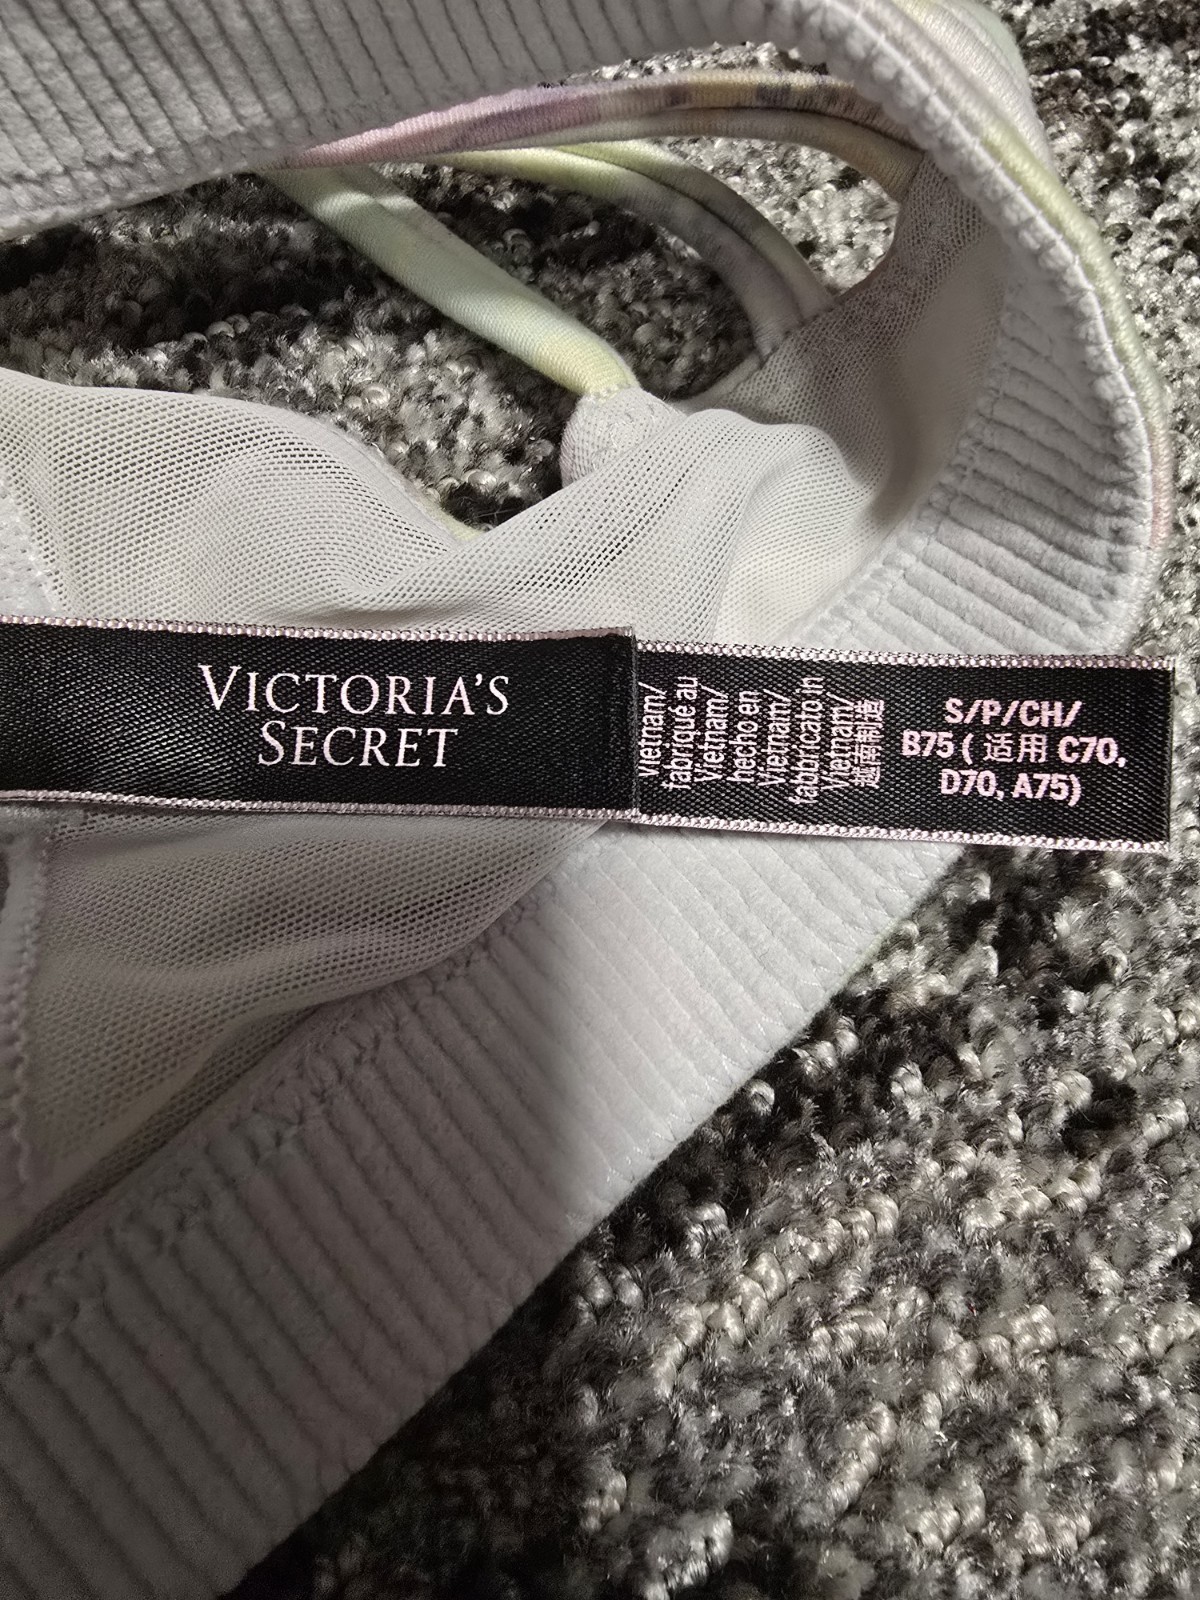 VICTORIA'S
SECRET
Vietnam/
fabriqué au
Vietnam/
hecho en
Vietnam/
fabbricato in
Vietnam/
越南制造
S/P/CH/
B75 ( 适用 C70,
D70, A75)